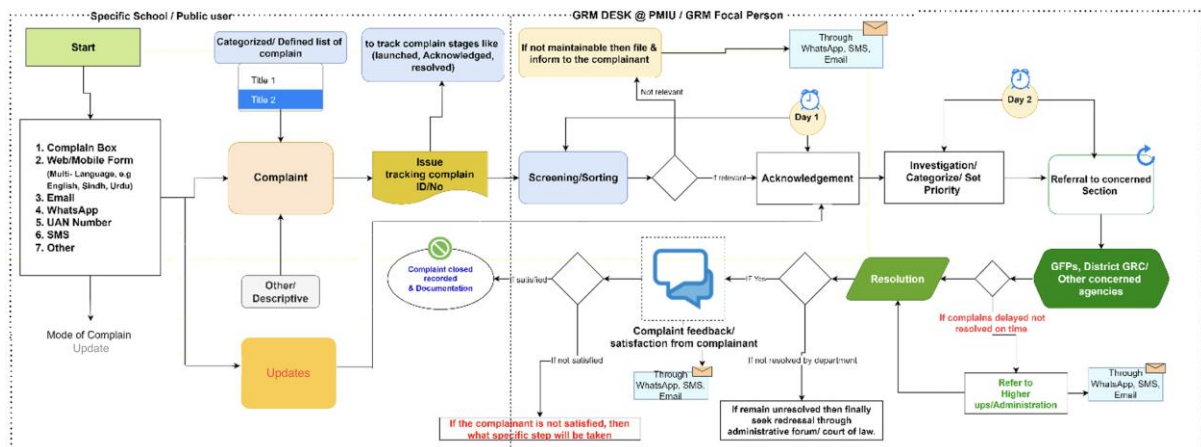 Specific School / Public user
GRM DESK @ PMIU / GRM Focal Person
Start
Categorized/ Defined list of
complain
Title 1
Title 2
to track complain stages like
(launched, Acknowledged,
resolved)
If not maintainable then file &
inform to the complainant
Through
WhatsApp, SMS,
Email
Not relevant
Day 1
Day 2
1. Complain Box
2. Web/Mobile Form
(Multi- Language, e.g
English, Sindh, Urdu)
3. Email
4. WhatsApp
5. UAN Number
6. SMS
7. Other
Complaint
Issue
tracking complain
ID/No
Screening/Sorting
If relevant
Acknowledgement
Investigation/
Categorize/ Set
Priority
Referral to concerned
Section
Other/
Descriptive
Complaint closed
recorded
& Documentation
If satisfied
IF Yes
Resolution
GFPs, District GRC/
Other concerned
agencies
If complains delayed not
resolved on time
Mode of Complain
Update
Updates
Complaint feedback/
satisfaction from complainant
If not satisfied
If not resolved by department
Through
WhatsApp, SMS,
Email
Refer to
Higher
ups/Administration
Through
WhatsApp, SMS,
Email
If the complainant is not satisfied, then
what specific step will be taken
If remain unresolved then finally
seek redressal through
administrative forum/ court of law.